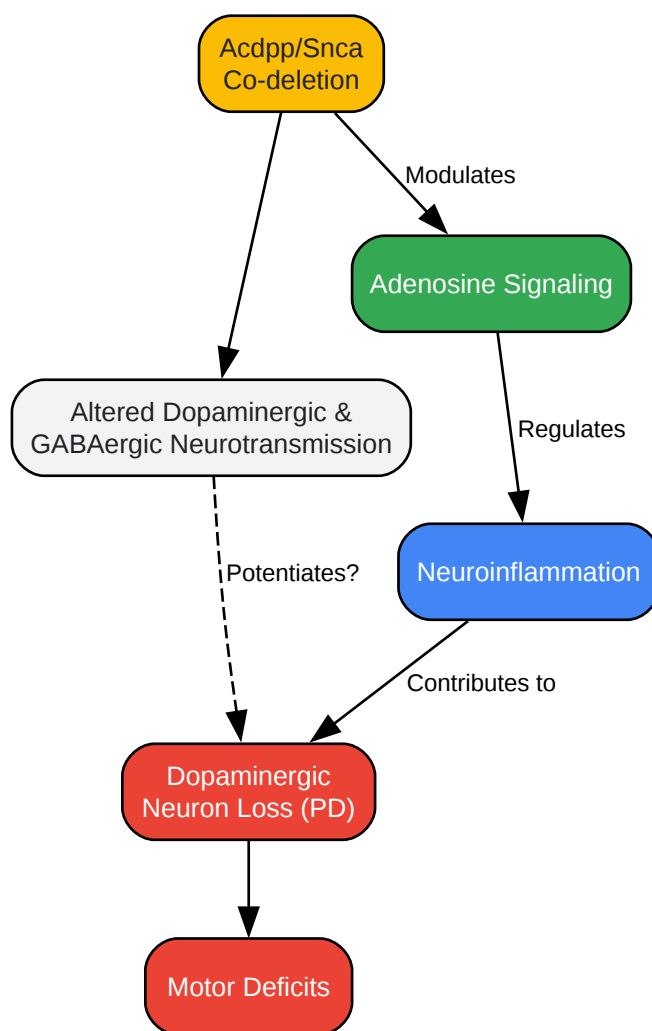 Acdpp/Snca
Co-deletion
Modulates
Adenosine Signaling
Altered Dopaminergic &
GABAergic Neurotransmission
Regulates
Potentiates?
Neuroinflammation
Contributes to
Dopaminergic
Neuron Loss (PD)
Motor Deficits